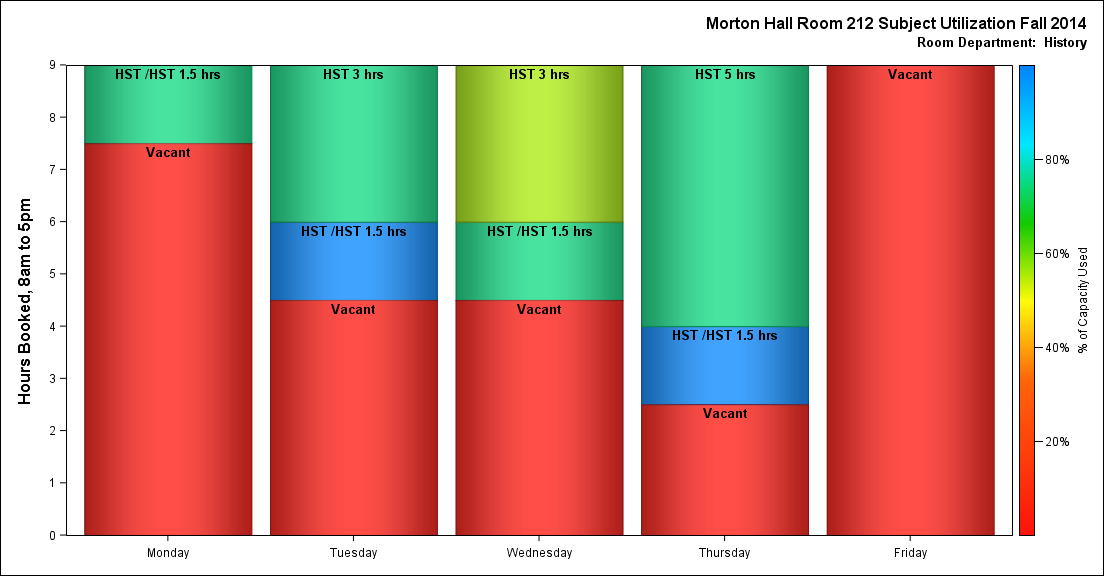 Morton Hall Room 212 Subject Utilization Fall 2014
Room Department:  History
Hours Booked, 8am to 5pm
9
8
7
6
5
4
3
2
1
0
HST /HST 1.5 hrs
Vacant
HST 3 hrs
HST /HST 1.5 hrs
Vacant
HST 3 hrs
HST /HST 1.5 hrs
Vacant
HST 5 hrs
HST /HST 1.5 hrs
Vacant
Vacant
Monday
Tuesday
Wednesday
Thursday
Friday
80%
60%
40%
20%
% of Capacity Used